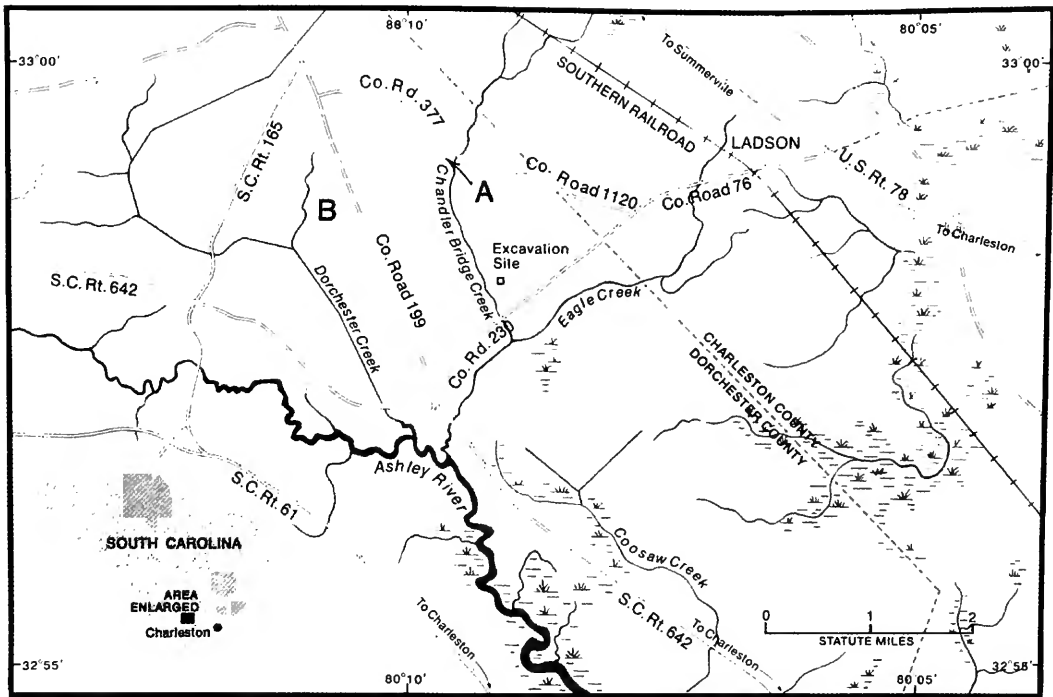 86°10'
80°05'
33°00'
33°00'
To Summerville
SOUTHERN RAILROAD
Co. Rd. 377
S.C. Rt. 165
LADSON
U.S. Rt. 78
A
B
Co. Road 1120
Co. Road 76
Chandler Bridge Creek
To Charleston
Excavalion
Site
S.C. Rt. 642
Dorchester Creek
Co. Road 199
Eagle Creek
Co. Rd. 230
CHARLESTON COUNTY
DORCHESTER COUNTY
Ashley River
S.C. Rt. 61
SOUTH CAROLINA
AREA
ENLARGED
Charleston
Coosaw Creek
S.C. Rt. 642
To Charleston
To Charleston
0 1 2
STATUTE MILES
32°55'
32°55'
80°10'
80°05'